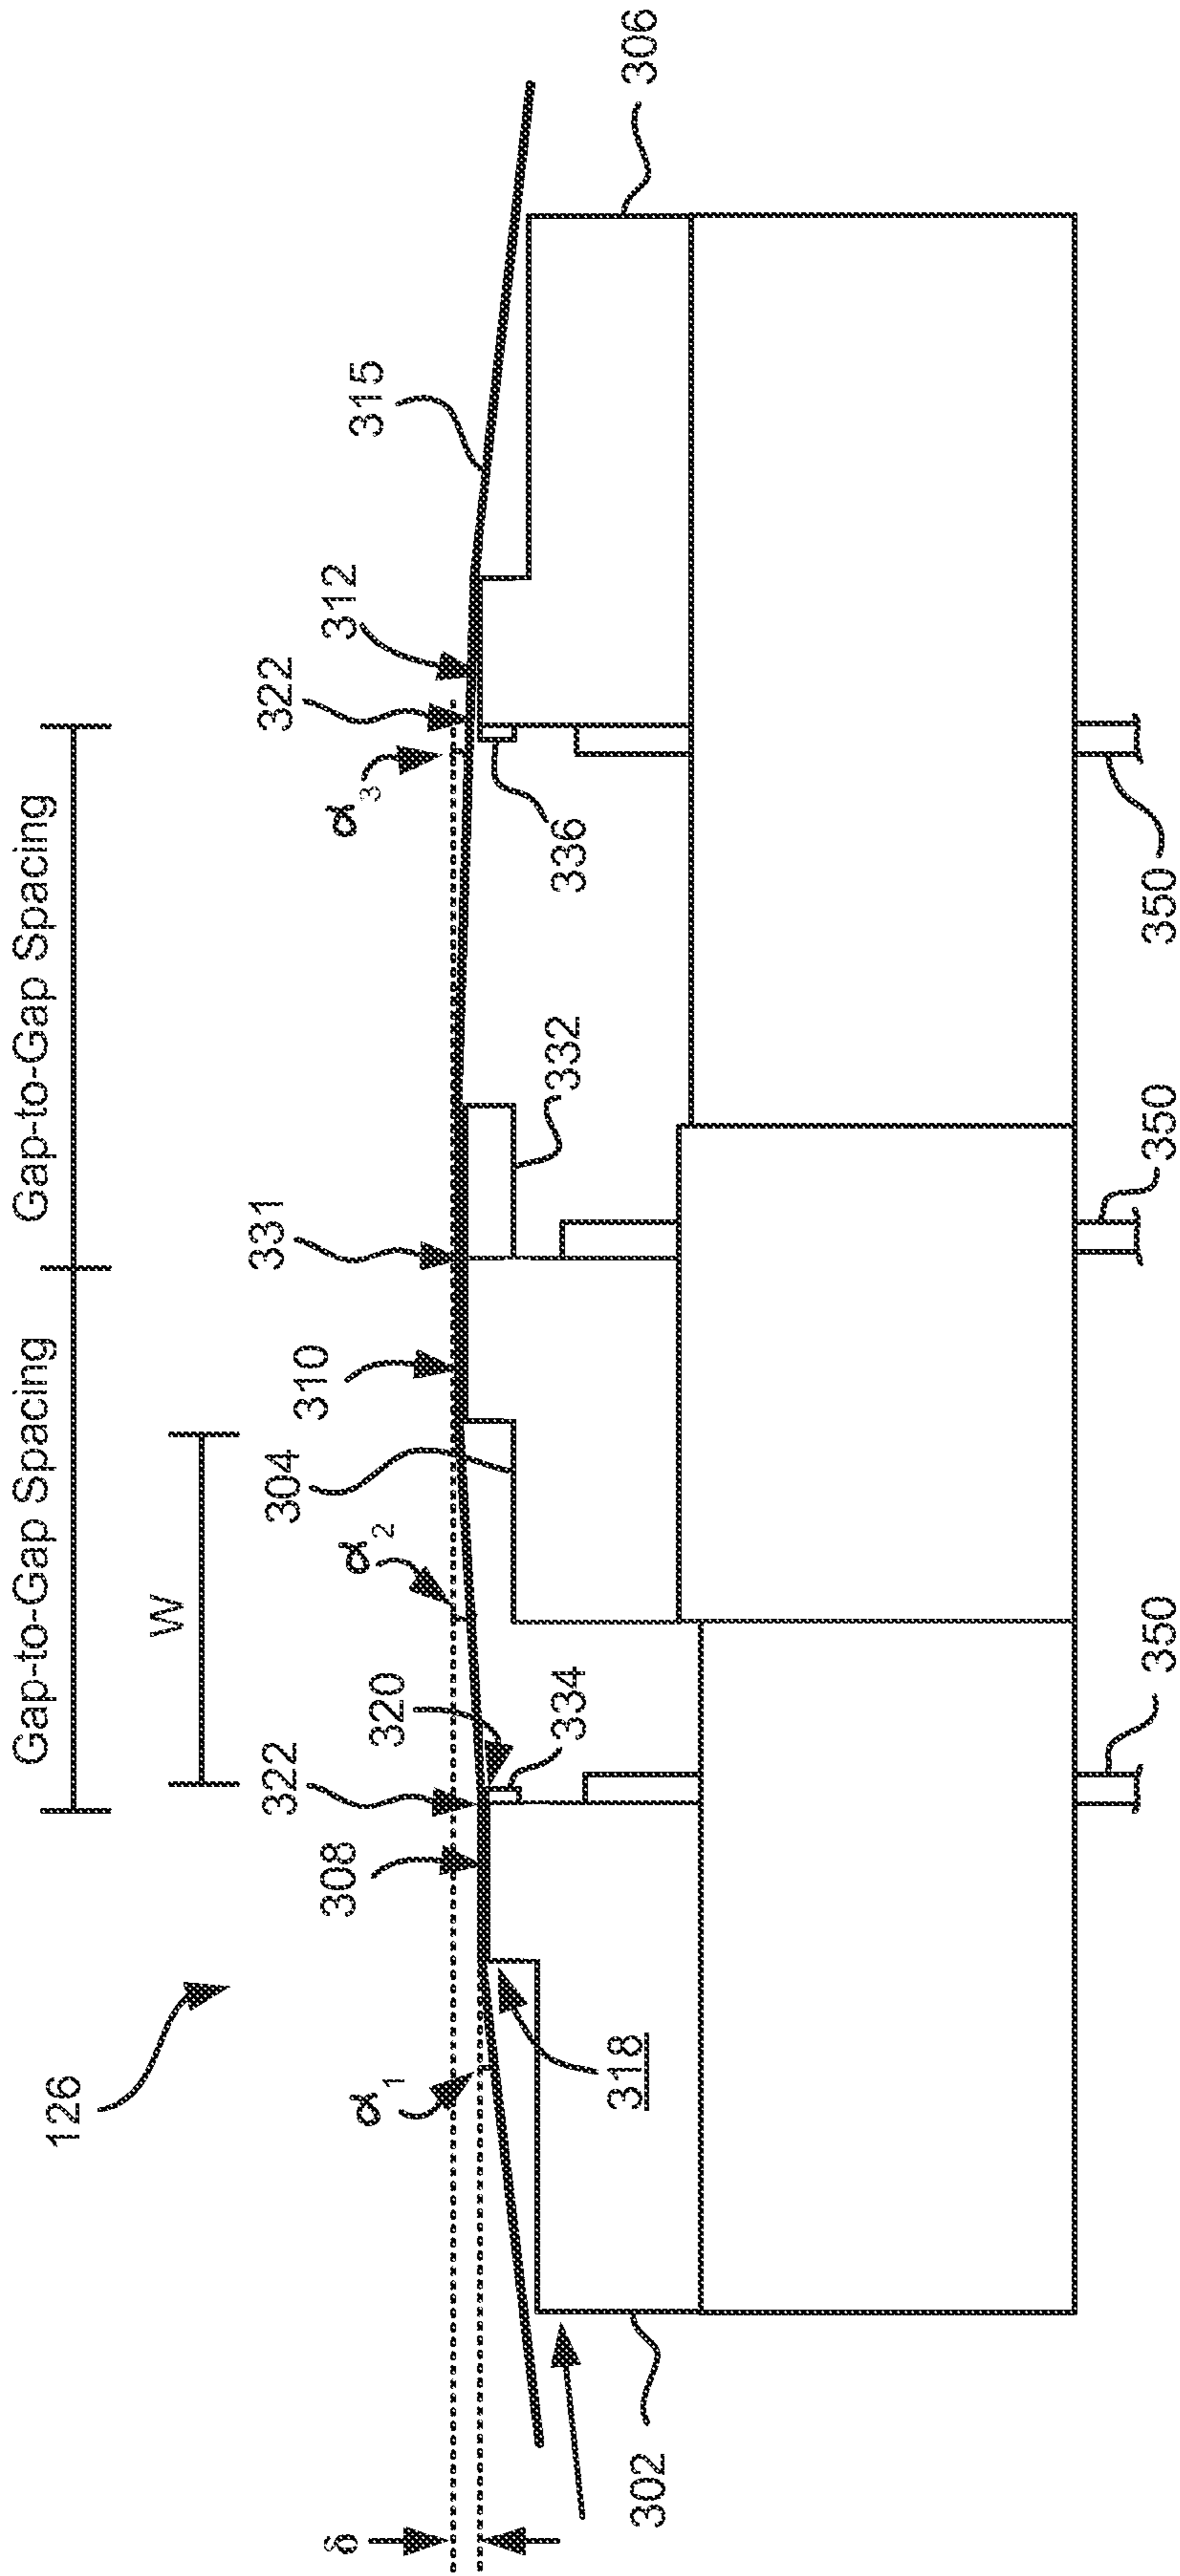 Gap-to-Gap Spacing
Gap-to-Gap Spacing
W
126
322
308
320
334
α2
304
310
331
332
α3
322
312
336
315
306
δ
α1
318
302
350
350
350